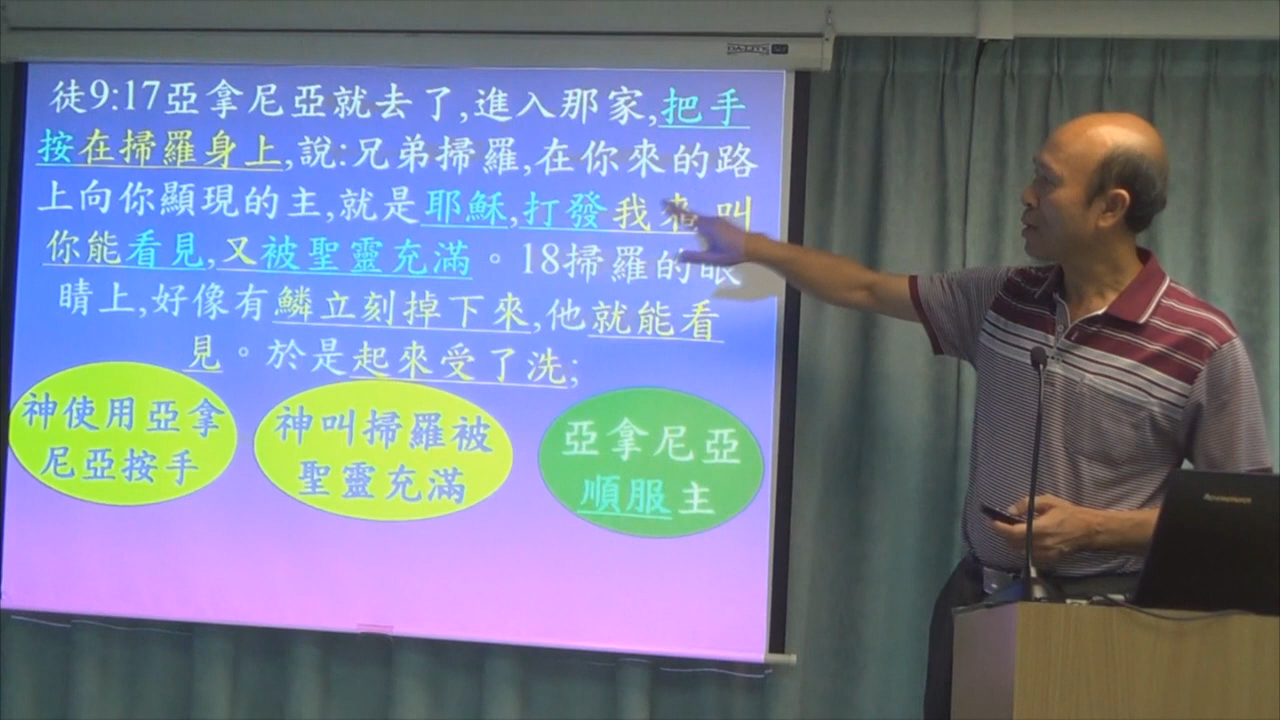 徒9:17亞拿尼亞就去了,進入那家,把手
按在掃羅身上,說:兄弟掃羅,在你來的路
上向你顯現的主,就是耶穌,打發我來,叫
你能看見,又被聖靈充滿。18掃羅的眼
睛上,好像有鱗立刻掉下來,他就能看
見。於是起來受了洗;
神使用亞拿
尼亞按手
神叫掃羅被
聖靈充滿
亞拿尼亞
順服主
Lenovo